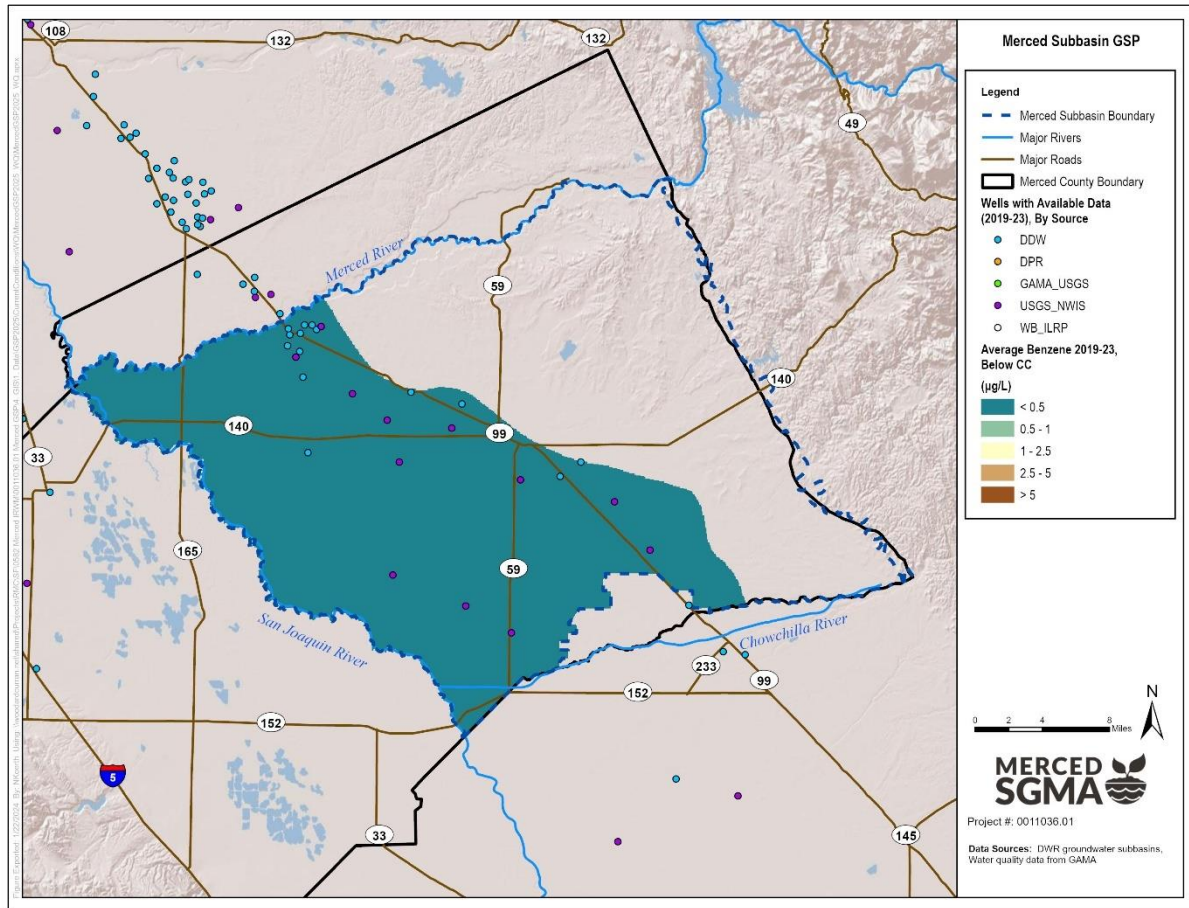 108
132
132
49
Merced River
59
140
140
99
33
165
59
San Joaquin River
Chowchilla River
233
99
152
152
5
33
145
Merced Subbasin GSP
Legend
Merced Subbasin Boundary
Major Rivers
Major Roads
Merced County Boundary
Wells with Available Data
(2019-23), By Source
DDW
DPR
GAMA_USGS
USGS_NWIS
WB_ILRP
Average Benzene 2019-23,
Below CC
(µg/L)
< 0.5
0.5 - 1
1 - 2.5
2.5 - 5
> 5
N
0 2 4 8
Miles
MERCED
SGMA
Project #: 0011036.01
Data Sources: DWR groundwater subbasins,
Water quality data from GAMA